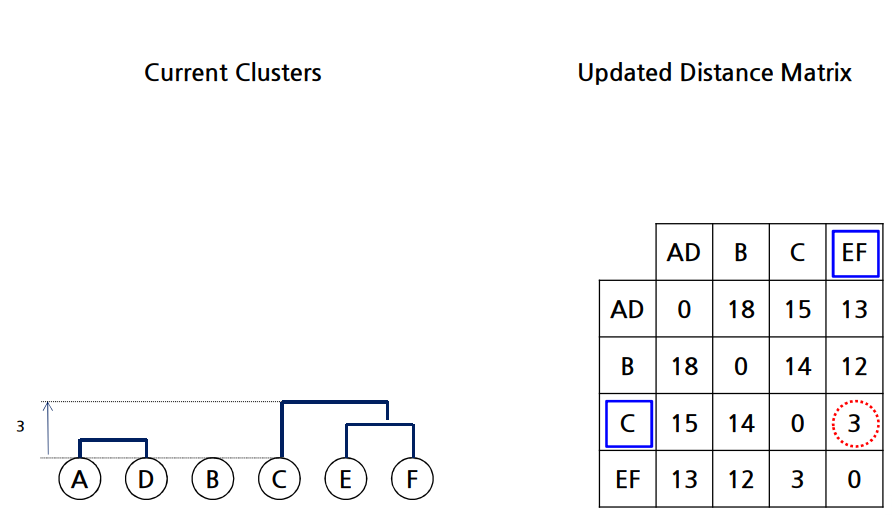 Current Clusters
Updated Distance Matrix
AD B C EF
AD 0 18 15 13
B 18 0 14 12
C 15 14 0 3
EF 13 12 3 0
3
A D B C E F